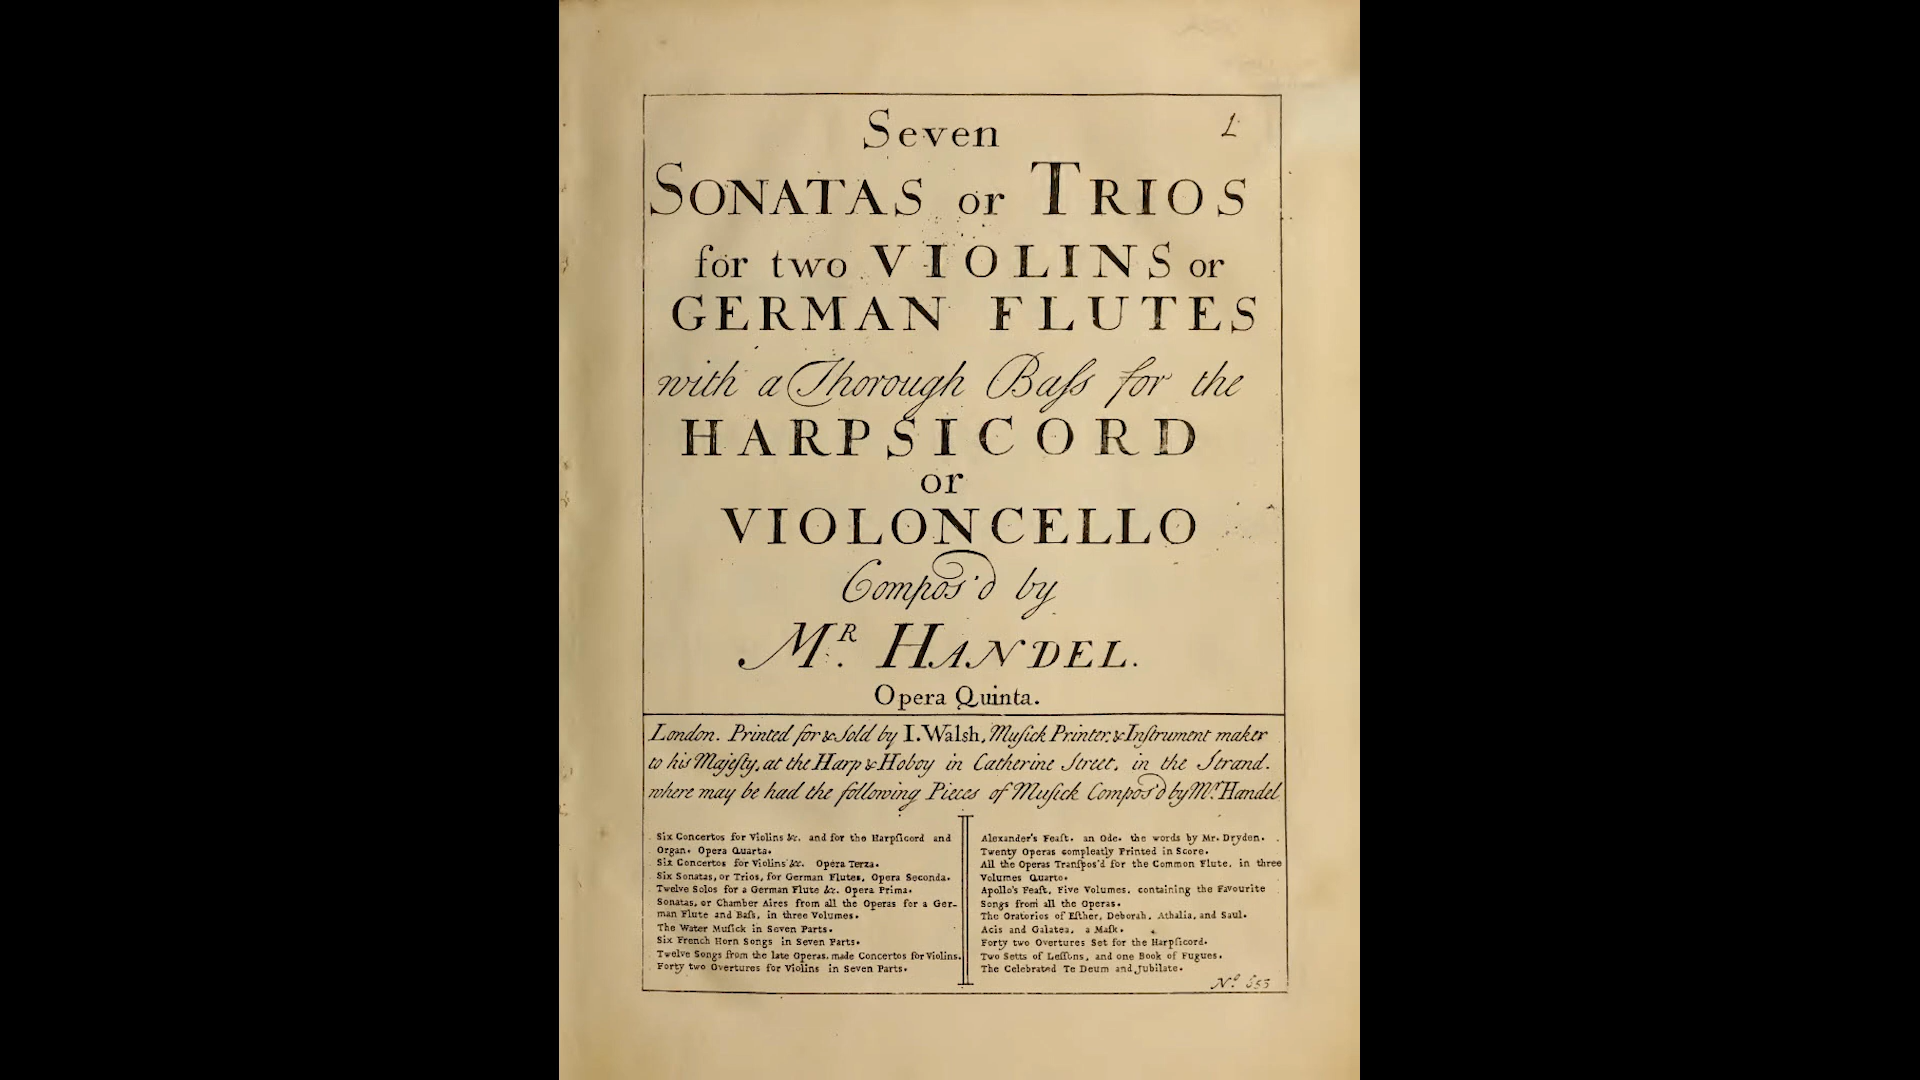 Seven
L
SONATAS or TRIOS
for two VIOLINS or
GERMAN FLUTES
with a Thorough Baſs for the
HARPSICORD
or
VIOLONCELLO
Compos'd by
Mᴿ. HANDEL.
Opera Quinta.
London. Printed for & ſold by I. Walsh, Muſick Printer, & Inſtrument maker
to his Majeſty, at the Harp & Hoboy in Catherine Street, in the Strand.
where may be had the following Pieces of Muſick Compos'd by Mʳ. Handel
Six Concertos for Violins &c. and for the Harpſicord and
Organ. Opera Quarta.
Six Concertos for Violins &c. Opera Terza.
Six Sonatas, or Trios, for German Flutes, Opera Seconda.
Twelve Solos for a German Flute &c. Opera Prima.
Sonatas, or Chamber Aires from all the Operas for a Ger-
man Flute and Baſs, in three Volumes.
The Water Muſick in Seven Parts.
Six French Horn Songs in Seven Parts.
Twelve Songs from the late Operas, made Concertos for Violins.
Forty two Overtures for Violins in Seven Parts.
Alexander's Feaſt. an Ode. the words by Mr. Dryden.
Twenty Operas compleatly Printed in Score.
All the Operas Tranſpos'd for the Common Flute, in three
Volumes Quarto.
Apollo's Feaſt, Five Volumes, containing the Favourite
Songs from all the Operas.
The Oratorios of Eſther, Deborah, Athalia, and Saul.
Acis and Galatea, a Maſk.
Forty two Overtures Set for the Harpſicord.
Two Setts of Leſſons, and one Book of Fugues.
The Celebrated Te Deum and Jubilate.
Nº.